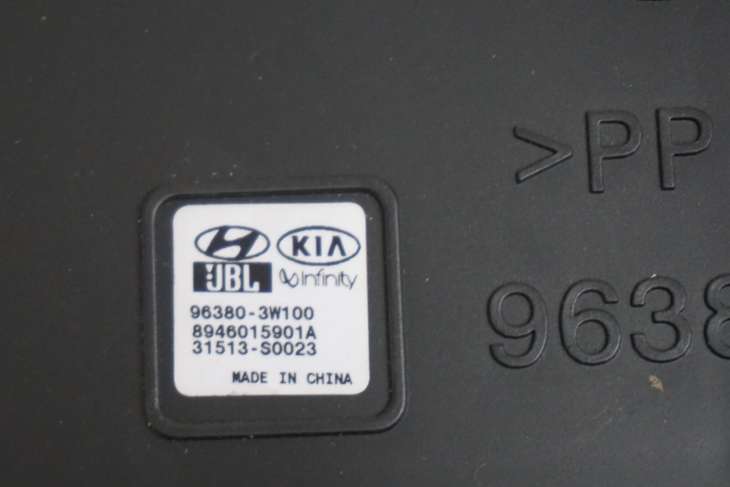 >PP
KIA
JBL Infinity
96380-3W100
8946015901A
31513-S0023
MADE IN CHINA
9638